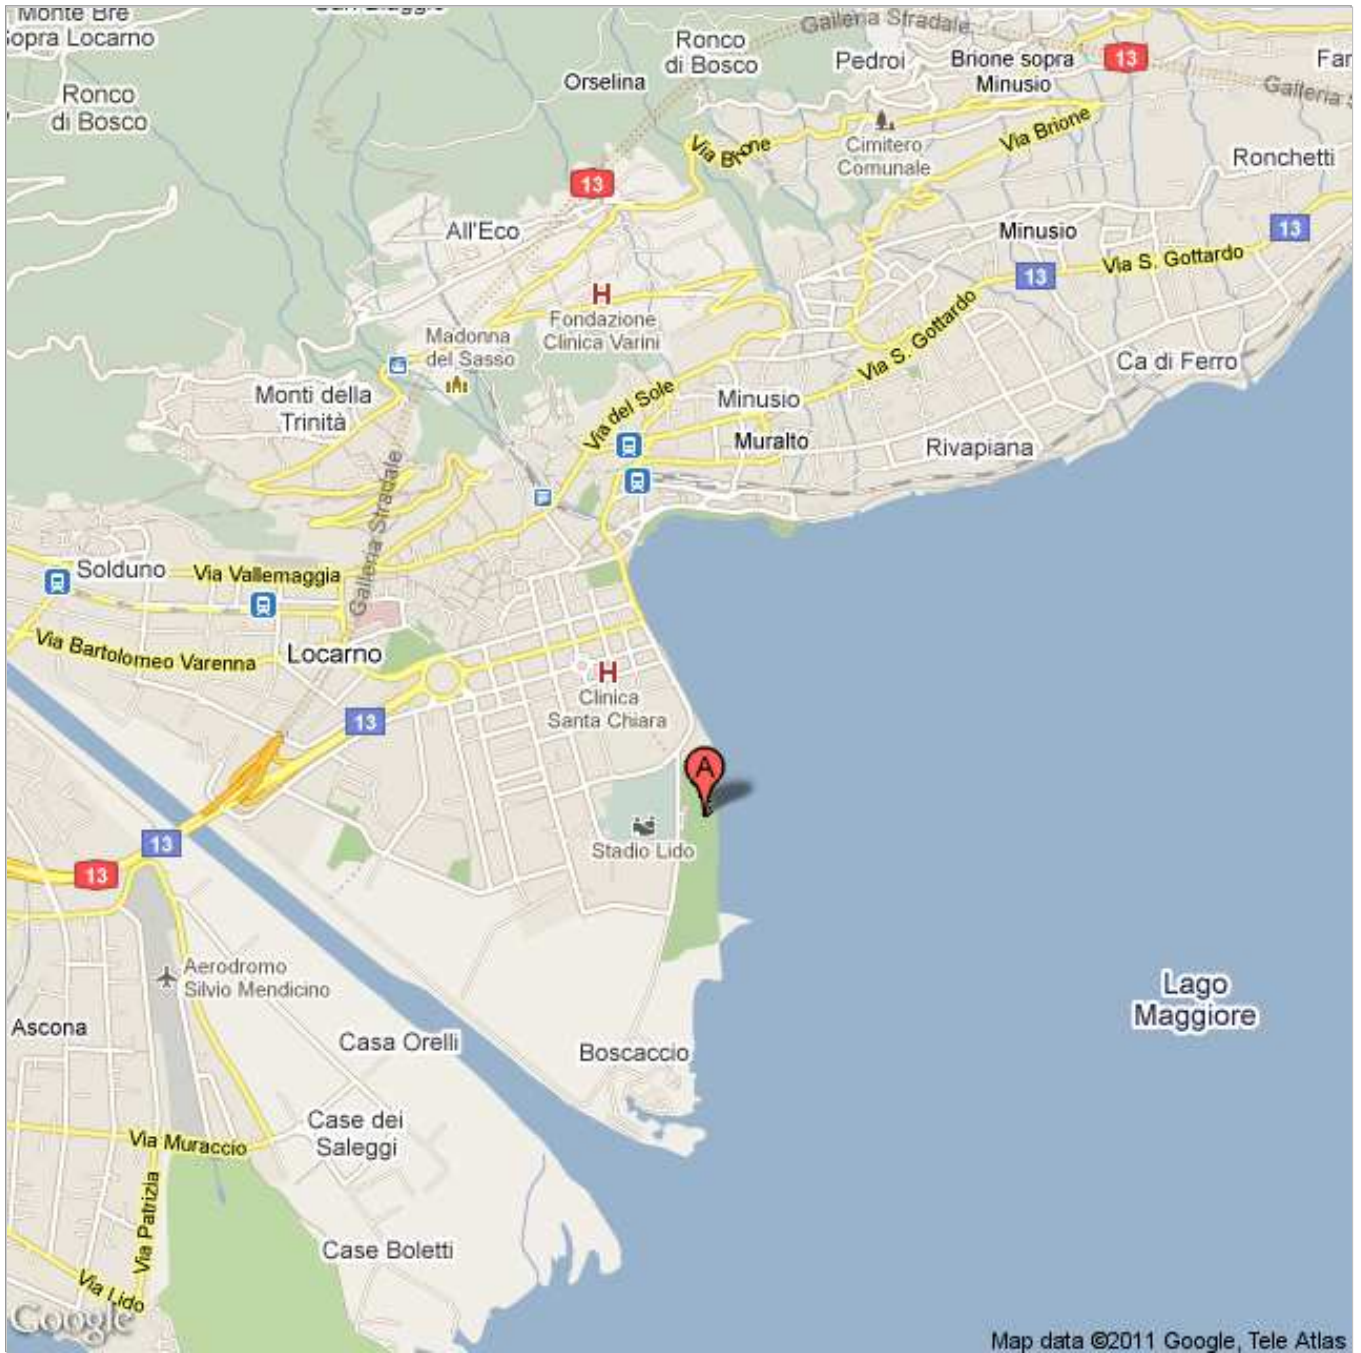 Monte Bre
Sopra Locarno
San Biaggio
Galleria Stradale
Ronco
di Bosco
Pedroi
Brione sopra
Minusio
13
Far
Orselina
Galleria S
Ronco
di Bosco
Via Brione
Via Brione
Cimitero
Comunale
Ronchetti
13
All'Eco
Minusio
13
Via S. Gottardo
13
H
Fondazione
Clinica Varini
Madonna
del Sasso
Via S. Gottardo
Ca di Ferro
Monti della
Trinità
Via del Sole
Minusio
Muralto
Rivapiana
Galleria Stradale
Solduno
Via Vallemaggia
Via Bartolomeo Varenna
Locarno
H
Clinica
Santa Chiara
13
A
13
Stadio Lido
13
Aerodromo
Silvio Mendicino
Lago
Maggiore
Ascona
Casa Orelli
Boscaccio
Case dei
Saleggi
Via Muraccio
Via Patrizia
Case Boletti
Via Lido
Google
Map data ©2011 Google, Tele Atlas